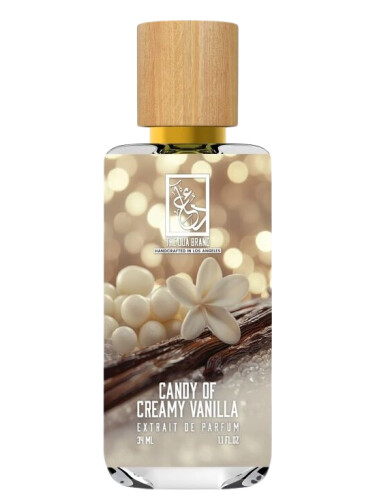 THE DUA BRAND
HANDCRAFTED IN LOS ANGELES
CANDY OF
CREAMY VANILLA
EXTRAIT DE PARFUM
34 ML 1.1 FL OZ